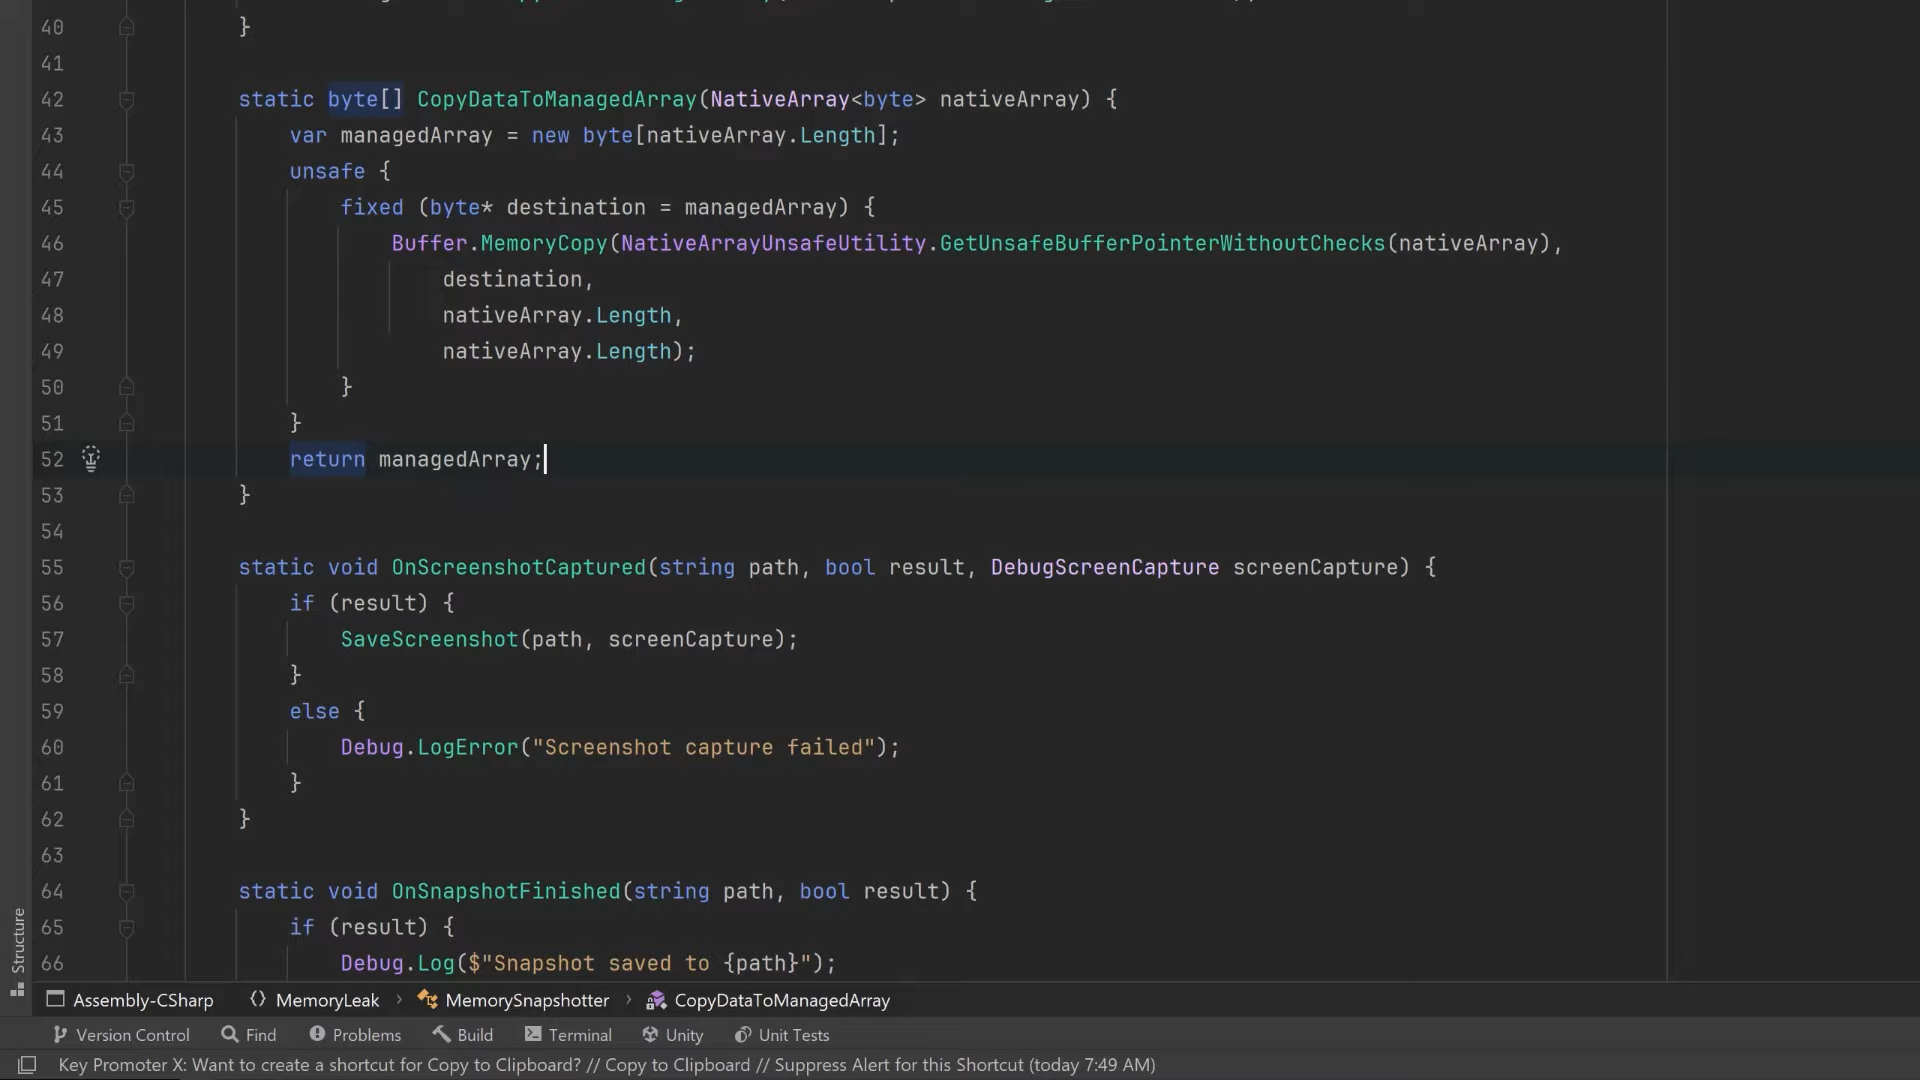 40 }
41
42 static byte[] CopyDataToManagedArray(NativeArray<byte> nativeArray) {
43 var managedArray = new byte[nativeArray.Length];
44 unsafe {
45 fixed (byte* destination = managedArray) {
46 Buffer.MemoryCopy(NativeArrayUnsafeUtility.GetUnsafeBufferPointerWithoutChecks(nativeArray),
47 destination,
48 nativeArray.Length,
49 nativeArray.Length);
50 }
51 }
52 return managedArray;
53 }
54
55 static void OnScreenshotCaptured(string path, bool result, DebugScreenCapture screenCapture) {
56 if (result) {
57 SaveScreenshot(path, screenCapture);
58 }
59 else {
60 Debug.LogError("Screenshot capture failed");
61 }
62 }
63
64 static void OnSnapshotFinished(string path, bool result) {
65 if (result) {
66 Debug.Log($"Snapshot saved to {path}");
Structure
Assembly-CSharp MemoryLeak › MemorySnapshotter › CopyDataToManagedArray
Version Control Find Problems Build Terminal Unity Unit Tests
Key Promoter X: Want to create a shortcut for Copy to Clipboard? // Copy to Clipboard // Suppress Alert for this Shortcut (today 7:49 AM)